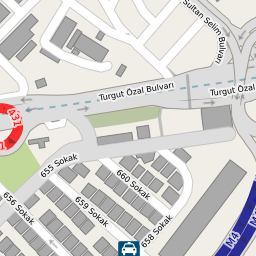 Sultan Selim Bulvarı
Turgut Özal Bulvarı
Turgut Özal
431
655 Sokak
660 Sokak
656 Sokak
659 Sokak
658 Sokak
M4